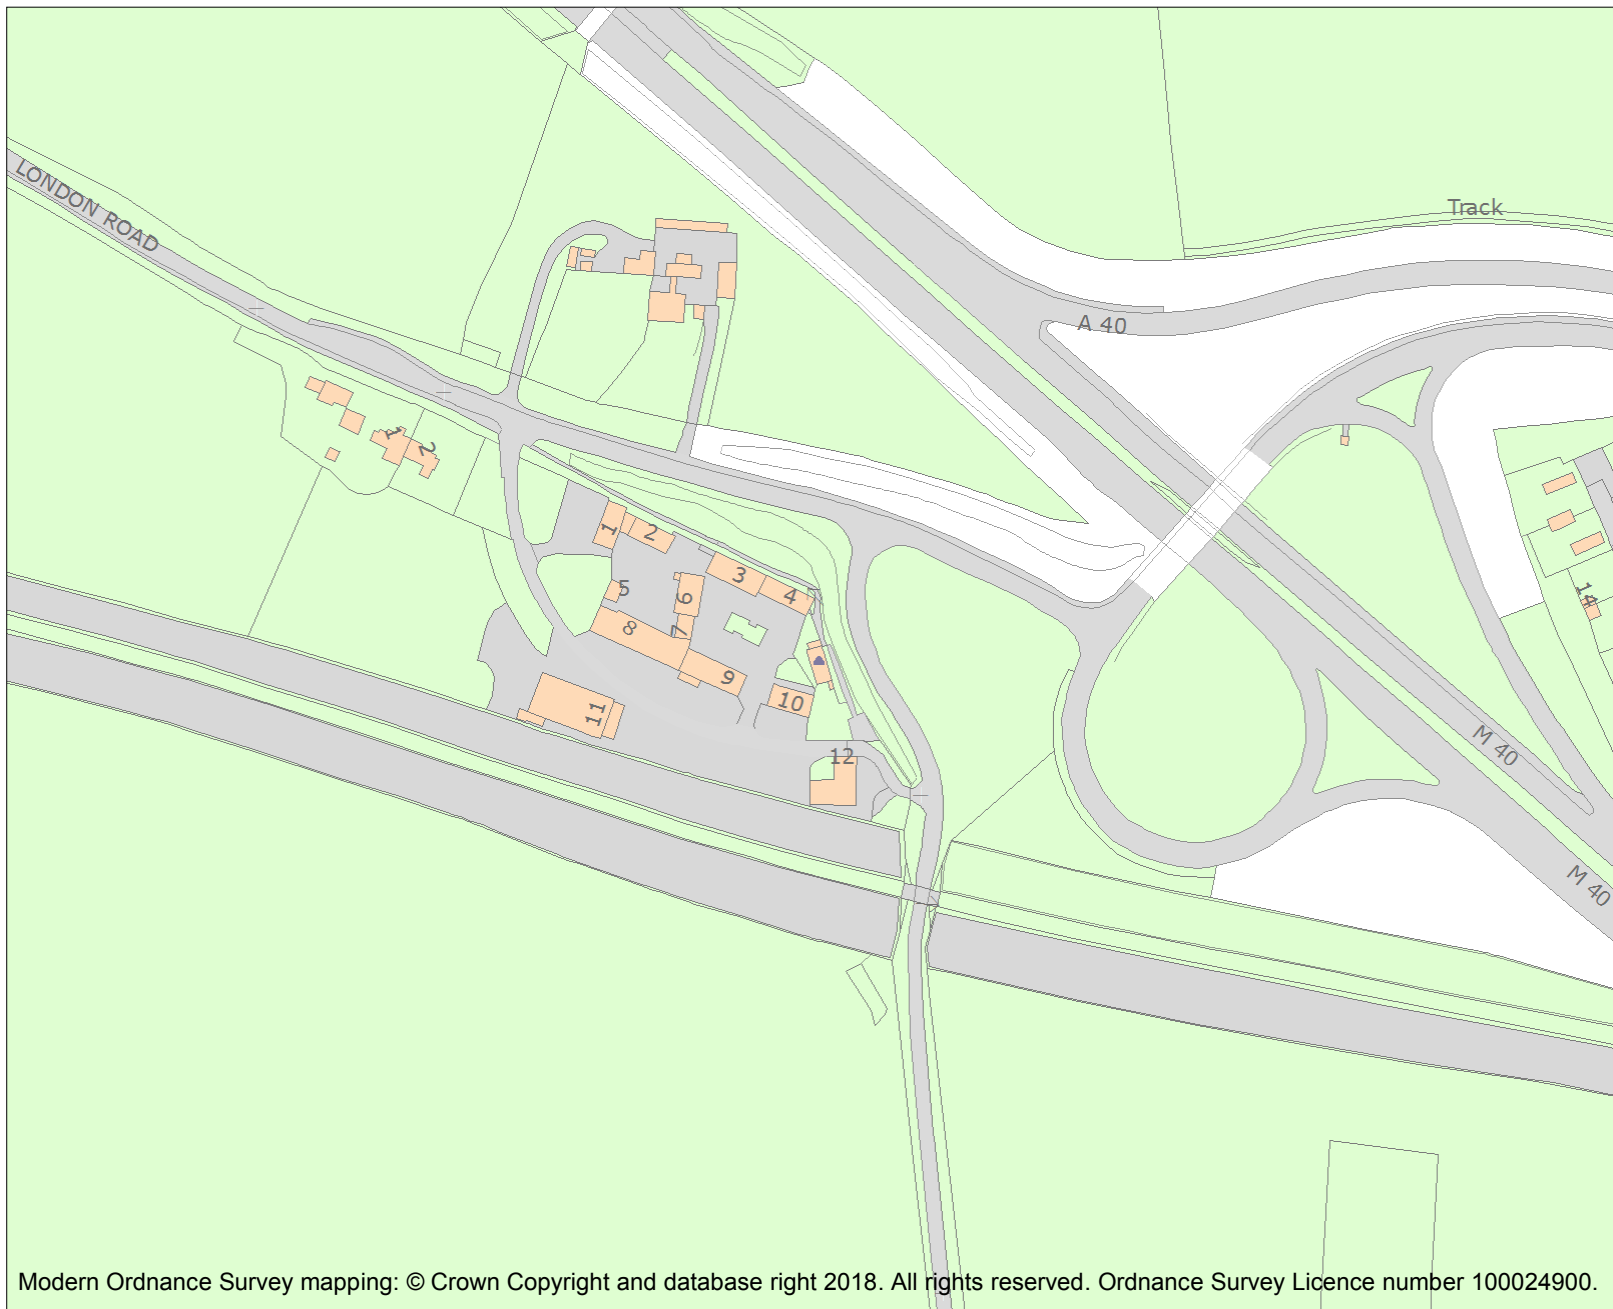 LONDON ROAD
Track
A 40
1
2
1
2
3
4
5
6
7
8
9
10
11
12
14
M 40
M 40
Modern Ordnance Survey mapping: © Crown Copyright and database right 2018. All rights reserved. Ordnance Survey Licence number 100024900.